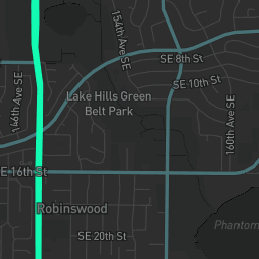 154th Ave SE
SE 8th St
SE 10th St
146th Ave SE
Lake Hills Green
Belt Park
160th Ave SE
E 16th St
Robinswood
SE 20th St
Phantom